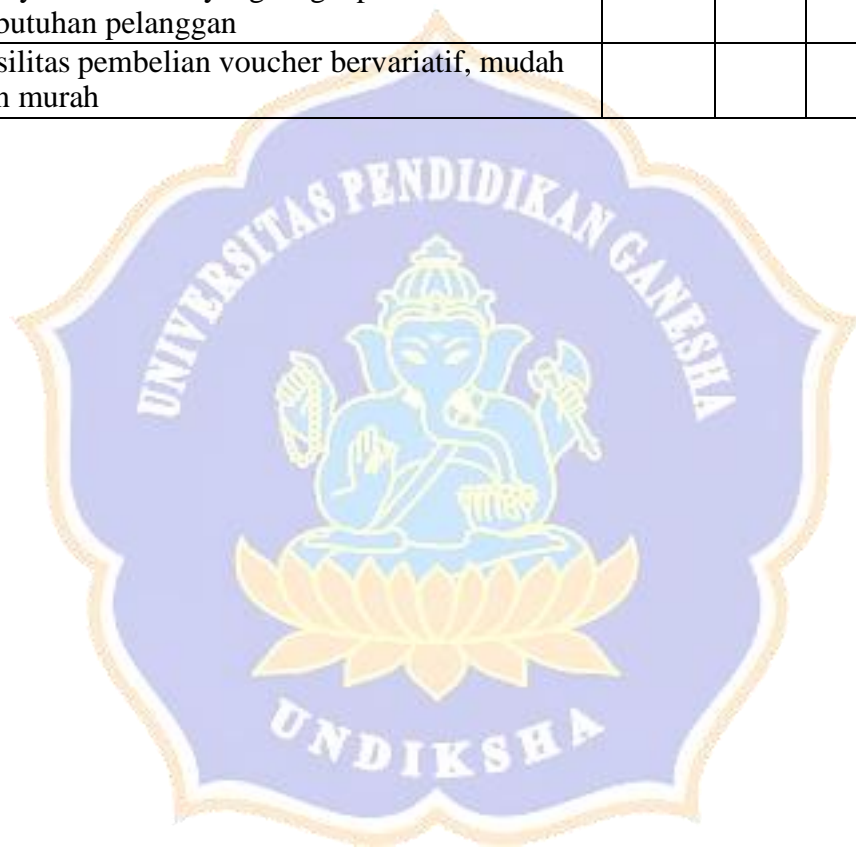 butuhan pelanggan
silitas pembelian voucher bervariatif, mudah
n murah
UNIVERSITAS PENDIDIKAN GANESHA
UNDIKSHA